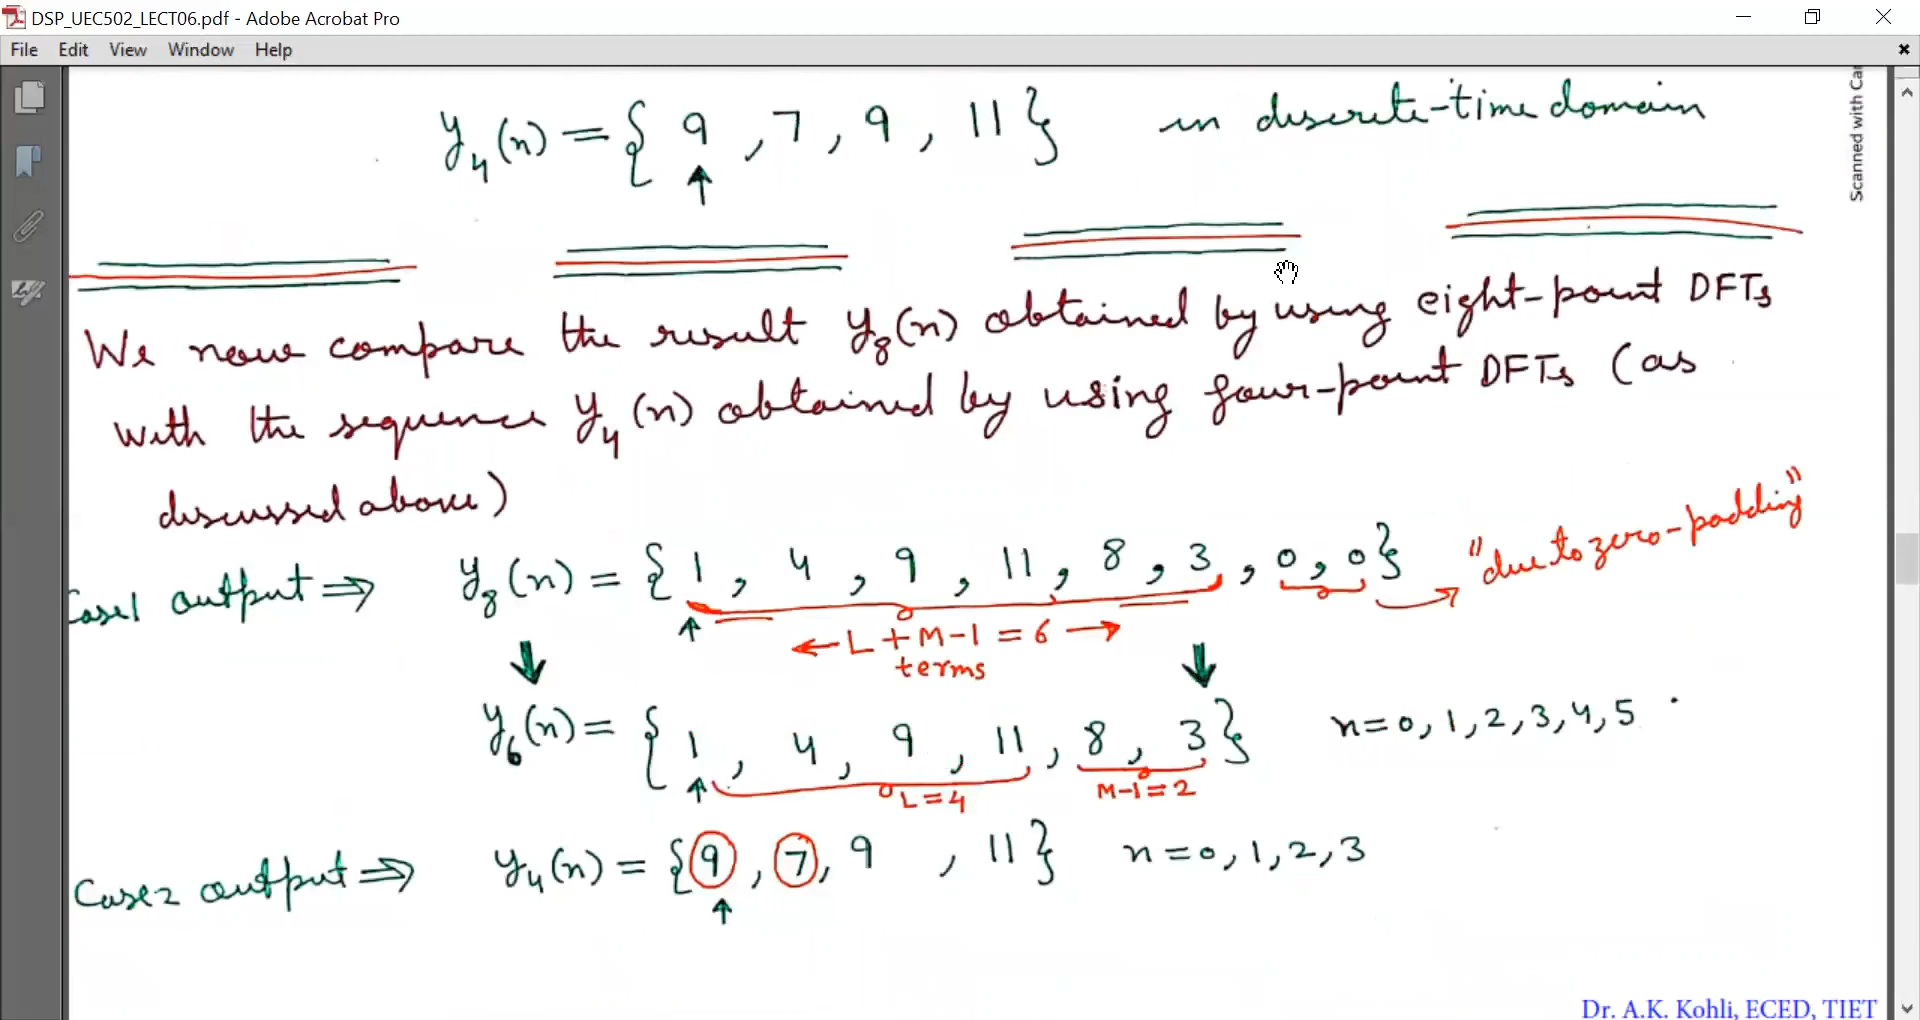 DSP_UEC502_LECT06.pdf - Adobe Acrobat Pro
File Edit View Window Help
Scanned with Ca
y₄(n) = { 9 , 7 , 9 , 11 } in discrete-time domain
↑
We now compare the result y₈(n) obtained by using eight-point DFTs
with the sequence y₄(n) obtained by using four-point DFTs (as
discussed above)
"due to zero-padding"
Case1 output ⇒ y₈(n) = { 1 , 4 , 9 , 11 , 8 , 3 , 0 , 0 }
↑ ← L + M - 1 = 6 →
terms
y₆(n) = { 1 , 4 , 9 , 11 , 8 , 3 } n = 0, 1, 2, 3, 4, 5
↑ L = 4 M-1 = 2
Case2 output ⇒ y₄(n) = { 9 , 7 , 9 , 11 } n = 0, 1, 2, 3
↑
Dr. A.K. Kohli, ECED, TIET